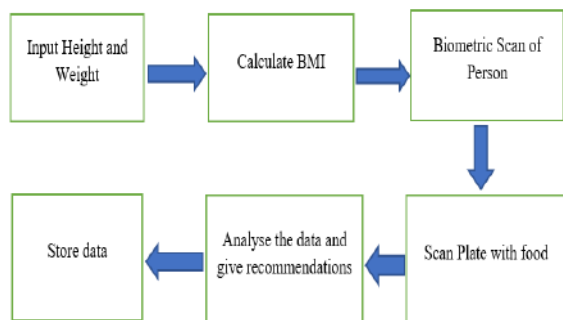 Input Height and
Weight
Calculate BMI
Biometric Scan of
Person
Scan Plate with food
Analyse the data and
give recommendations
Store data